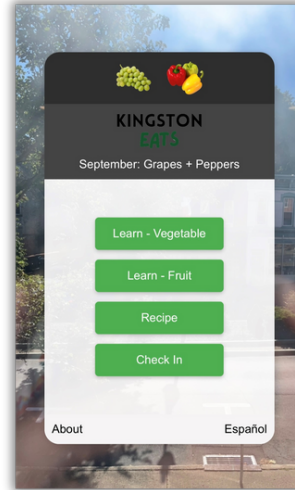 KINGSTON
EATS
September: Grapes + Peppers
Learn - Vegetable
Learn - Fruit
Recipe
Check In
About
Español